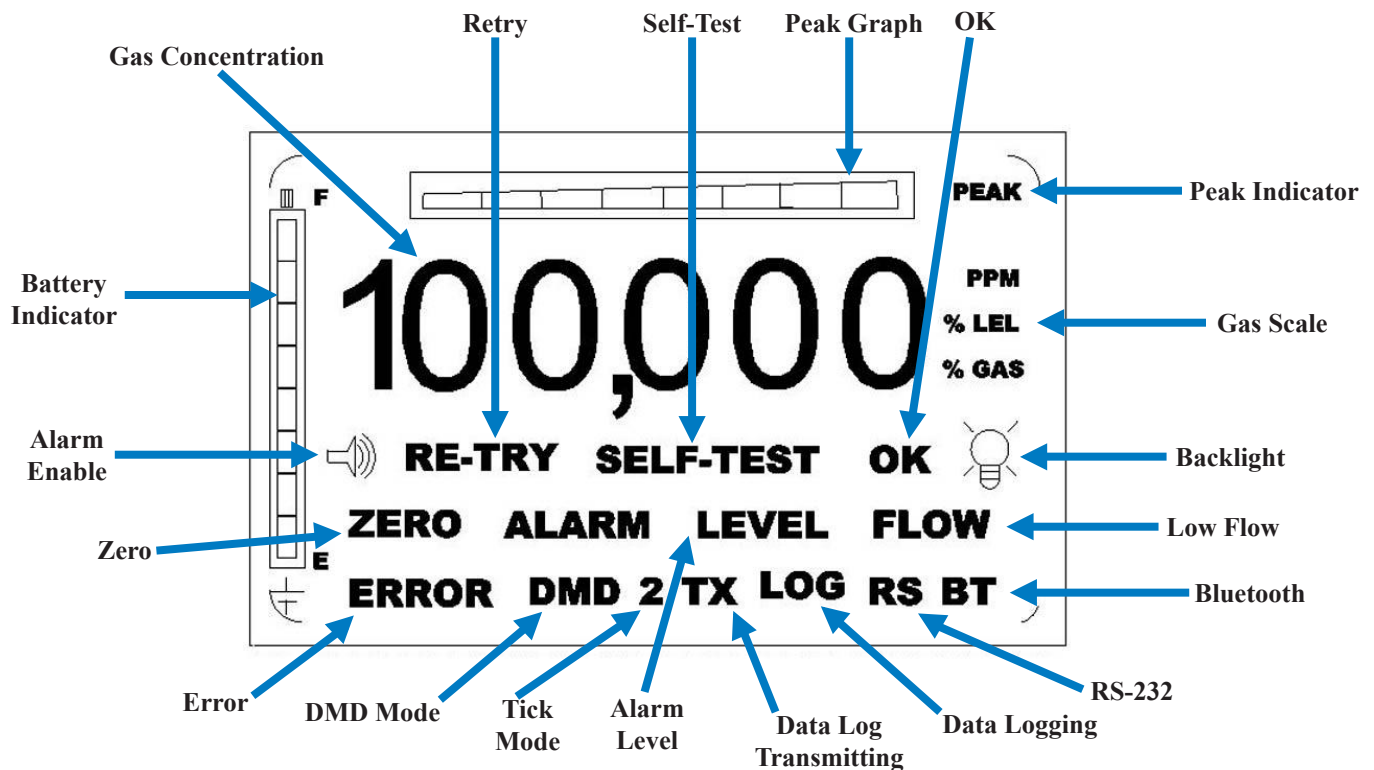 Retry
Self-Test
Peak Graph
OK
Gas Concentration
F
PEAK
Peak Indicator
100,000
PPM
Battery
Indicator
% LEL
Gas Scale
% GAS
Alarm
Enable
RE-TRY SELF-TEST OK
Backlight
ZERO ALARM LEVEL FLOW
Low Flow
Zero
E
ERROR DMD 2 TX LOG RS BT
Bluetooth
Error
DMD Mode
Tick
Mode
Alarm
Level
Data Log
Transmitting
Data Logging
RS-232